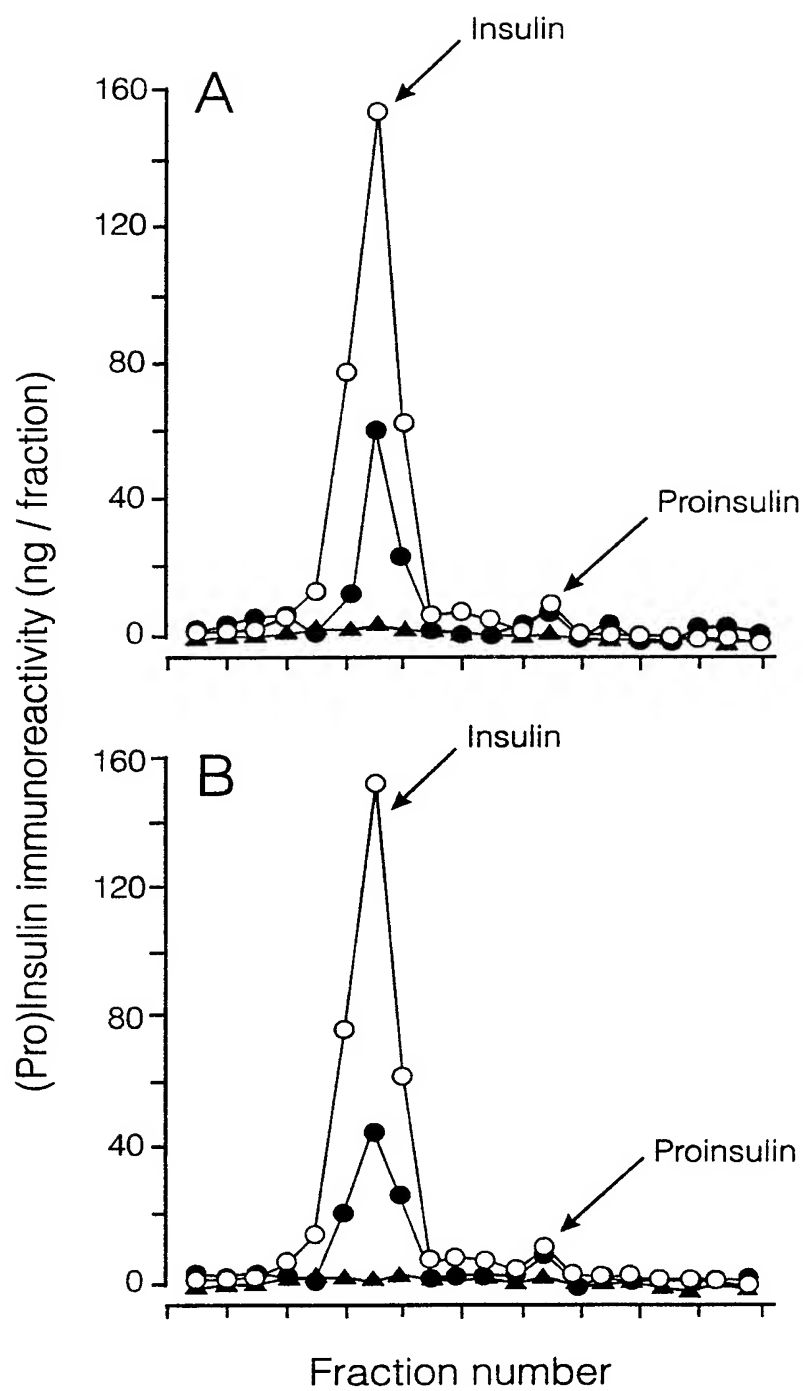 Insulin
A
160
120
80
40
0
Proinsulin
(Pro)Insulin immunoreactivity (ng / fraction)
Insulin
B
160
120
80
40
0
Proinsulin
Fraction number